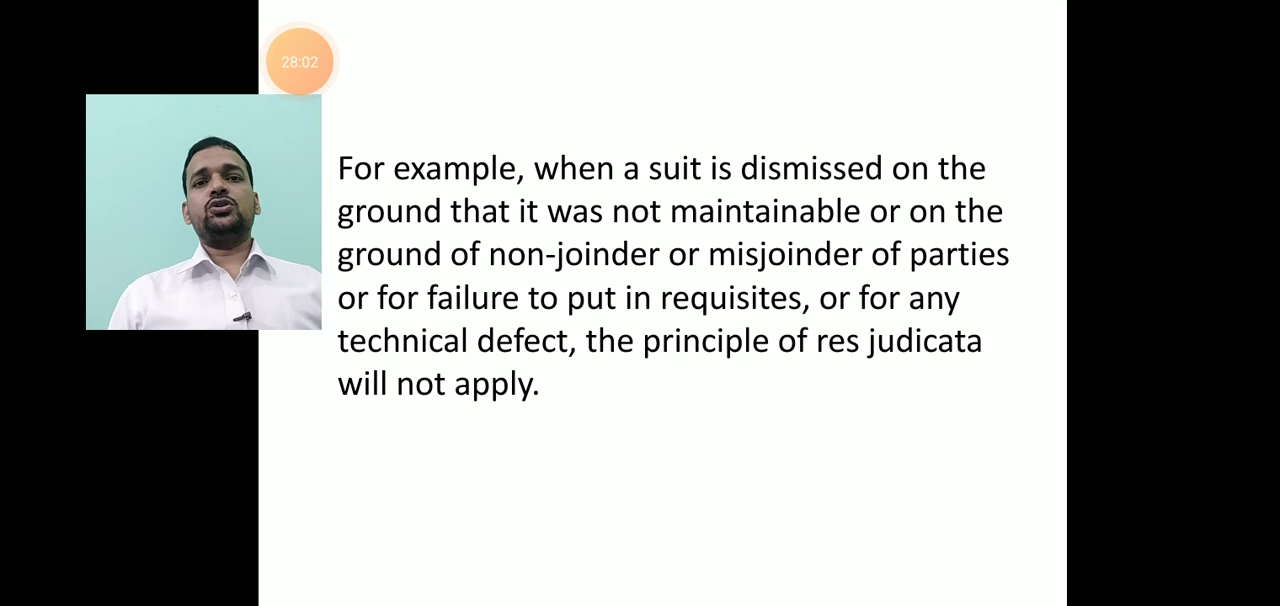 28:02
For example, when a suit is dismissed on the
ground that it was not maintainable or on the
ground of non-joinder or misjoinder of parties
or for failure to put in requisites, or for any
technical defect, the principle of res judicata
will not apply.